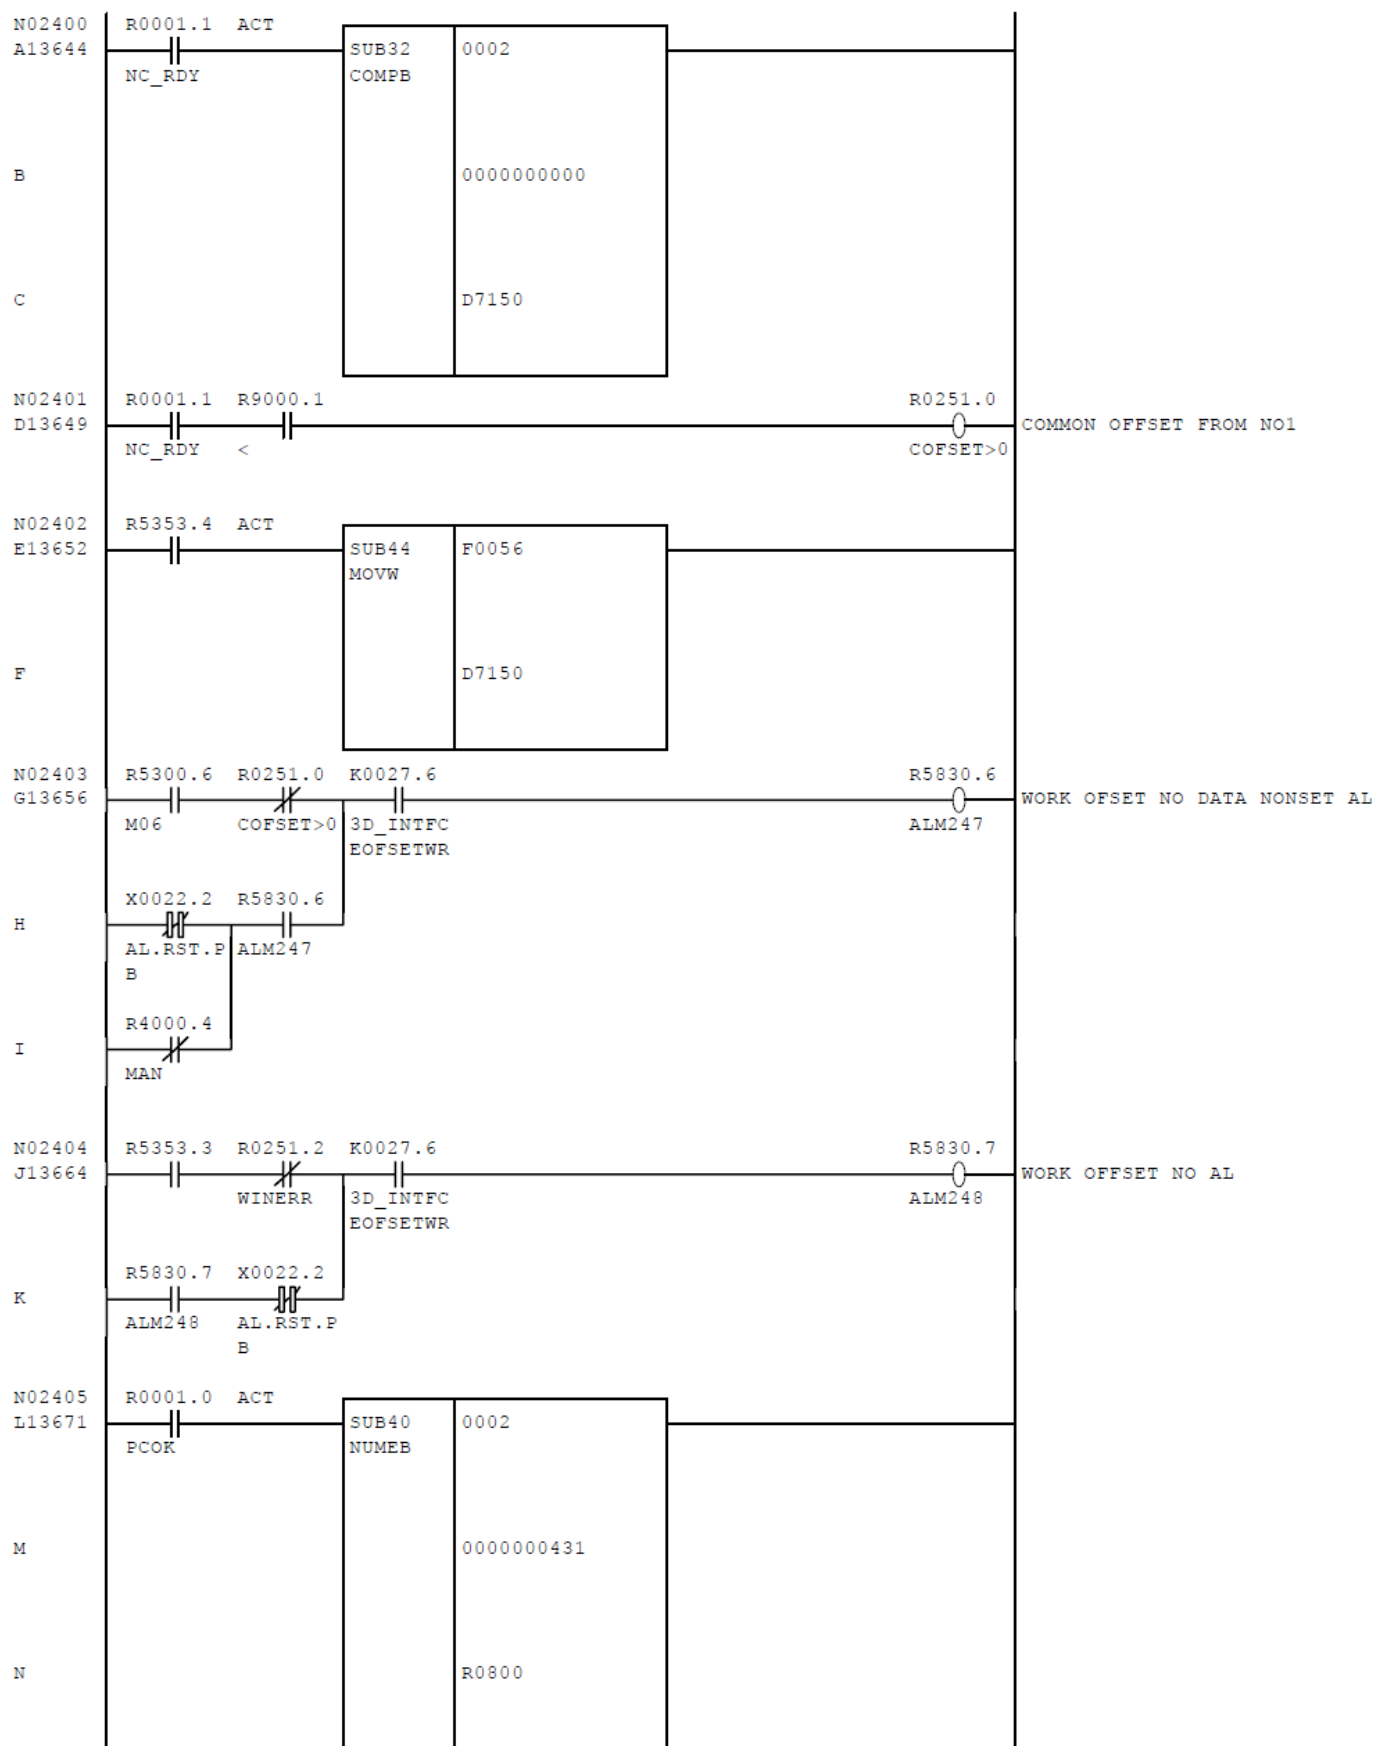 N02400 R0001.1 ACT
A13644 SUB32 0002
NC_RDY COMPB
B 0000000000
C D7150
N02401 R0001.1 R9000.1 R0251.0
D13649 COMMON OFFSET FROM NO1
NC_RDY < COFSET>0
N02402 R5353.4 ACT
E13652 SUB44 F0056
MOVW
F D7150
N02403 R5300.6 R0251.0 K0027.6 R5830.6
G13656 WORK OFSET NO DATA NONSET AL
M06 COFSET>0 3D_INTFC ALM247
EOFSETWR
X0022.2 R5830.6
H
AL.RST.P ALM247
B
R4000.4
I
MAN
N02404 R5353.3 R0251.2 K0027.6 R5830.7
J13664 WORK OFFSET NO AL
WINERR 3D_INTFC ALM248
EOFSETWR
R5830.7 X0022.2
K
ALM248 AL.RST.P
B
N02405 R0001.0 ACT
L13671 SUB40 0002
PCOK NUMEB
M 0000000431
N R0800